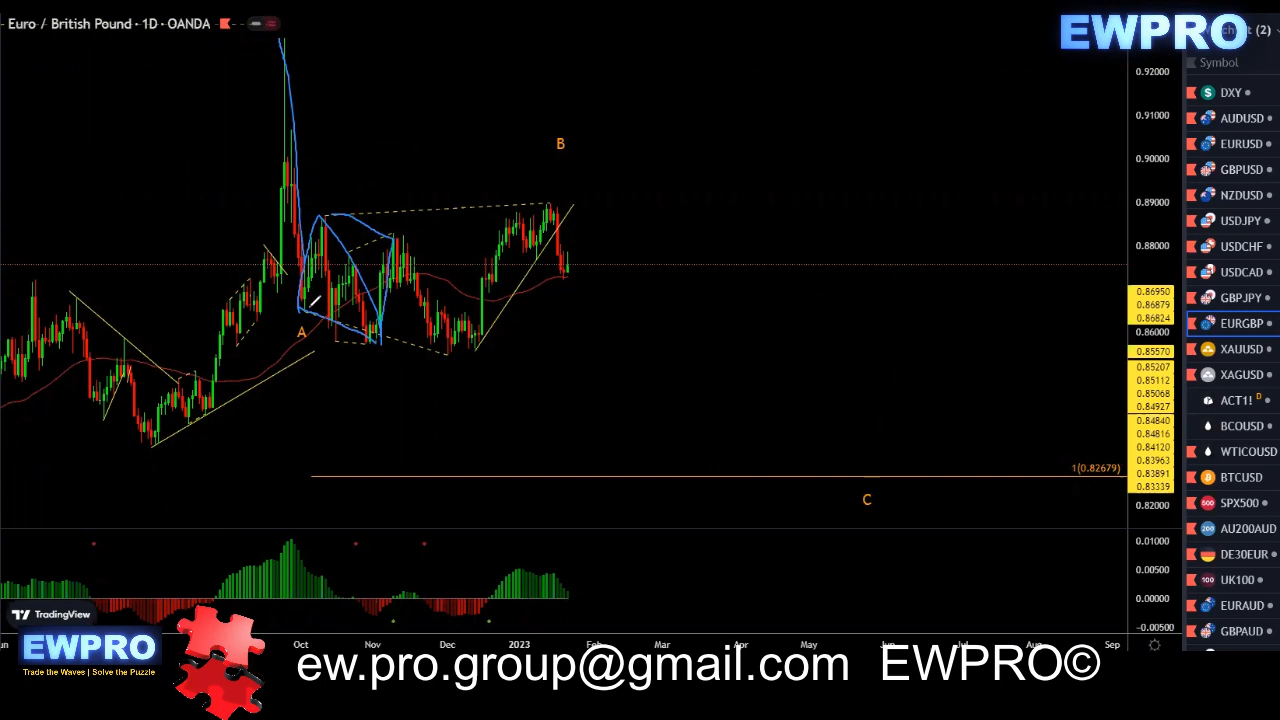 Euro / British Pound · 1D · OANDA
EWPRO
(2)
Symbol
DXY
AUDUSD
EURUSD
GBPUSD
NZDUSD
USDJPY
USDCHF
USDCAD
GBPJPY
EURGBP
XAUUSD
XAGUSD
ACT1! D
BCOUSD
WTICOUSD
BTCUSD
SPX500
AU200AUD
DE30EUR
UK100
EURAUD
GBPAUD
0.92000
0.91000
0.90000
0.89000
0.88000
0.86950
0.86879
0.86824
0.86000
0.85570
0.85207
0.85112
0.85068
0.84927
0.84840
0.84816
0.84120
0.83963
0.83891
0.83339
0.82000
0.01000
0.00500
0.00000
−0.00500
B
A
1(0.82679)
C
TradingView
Oct
Nov
Dec
2023
Feb
Mar
Apr
May
Sep
EWPRO
Trade the Waves | Solve the Puzzle
ew.pro.group@gmail.com EWPRO©